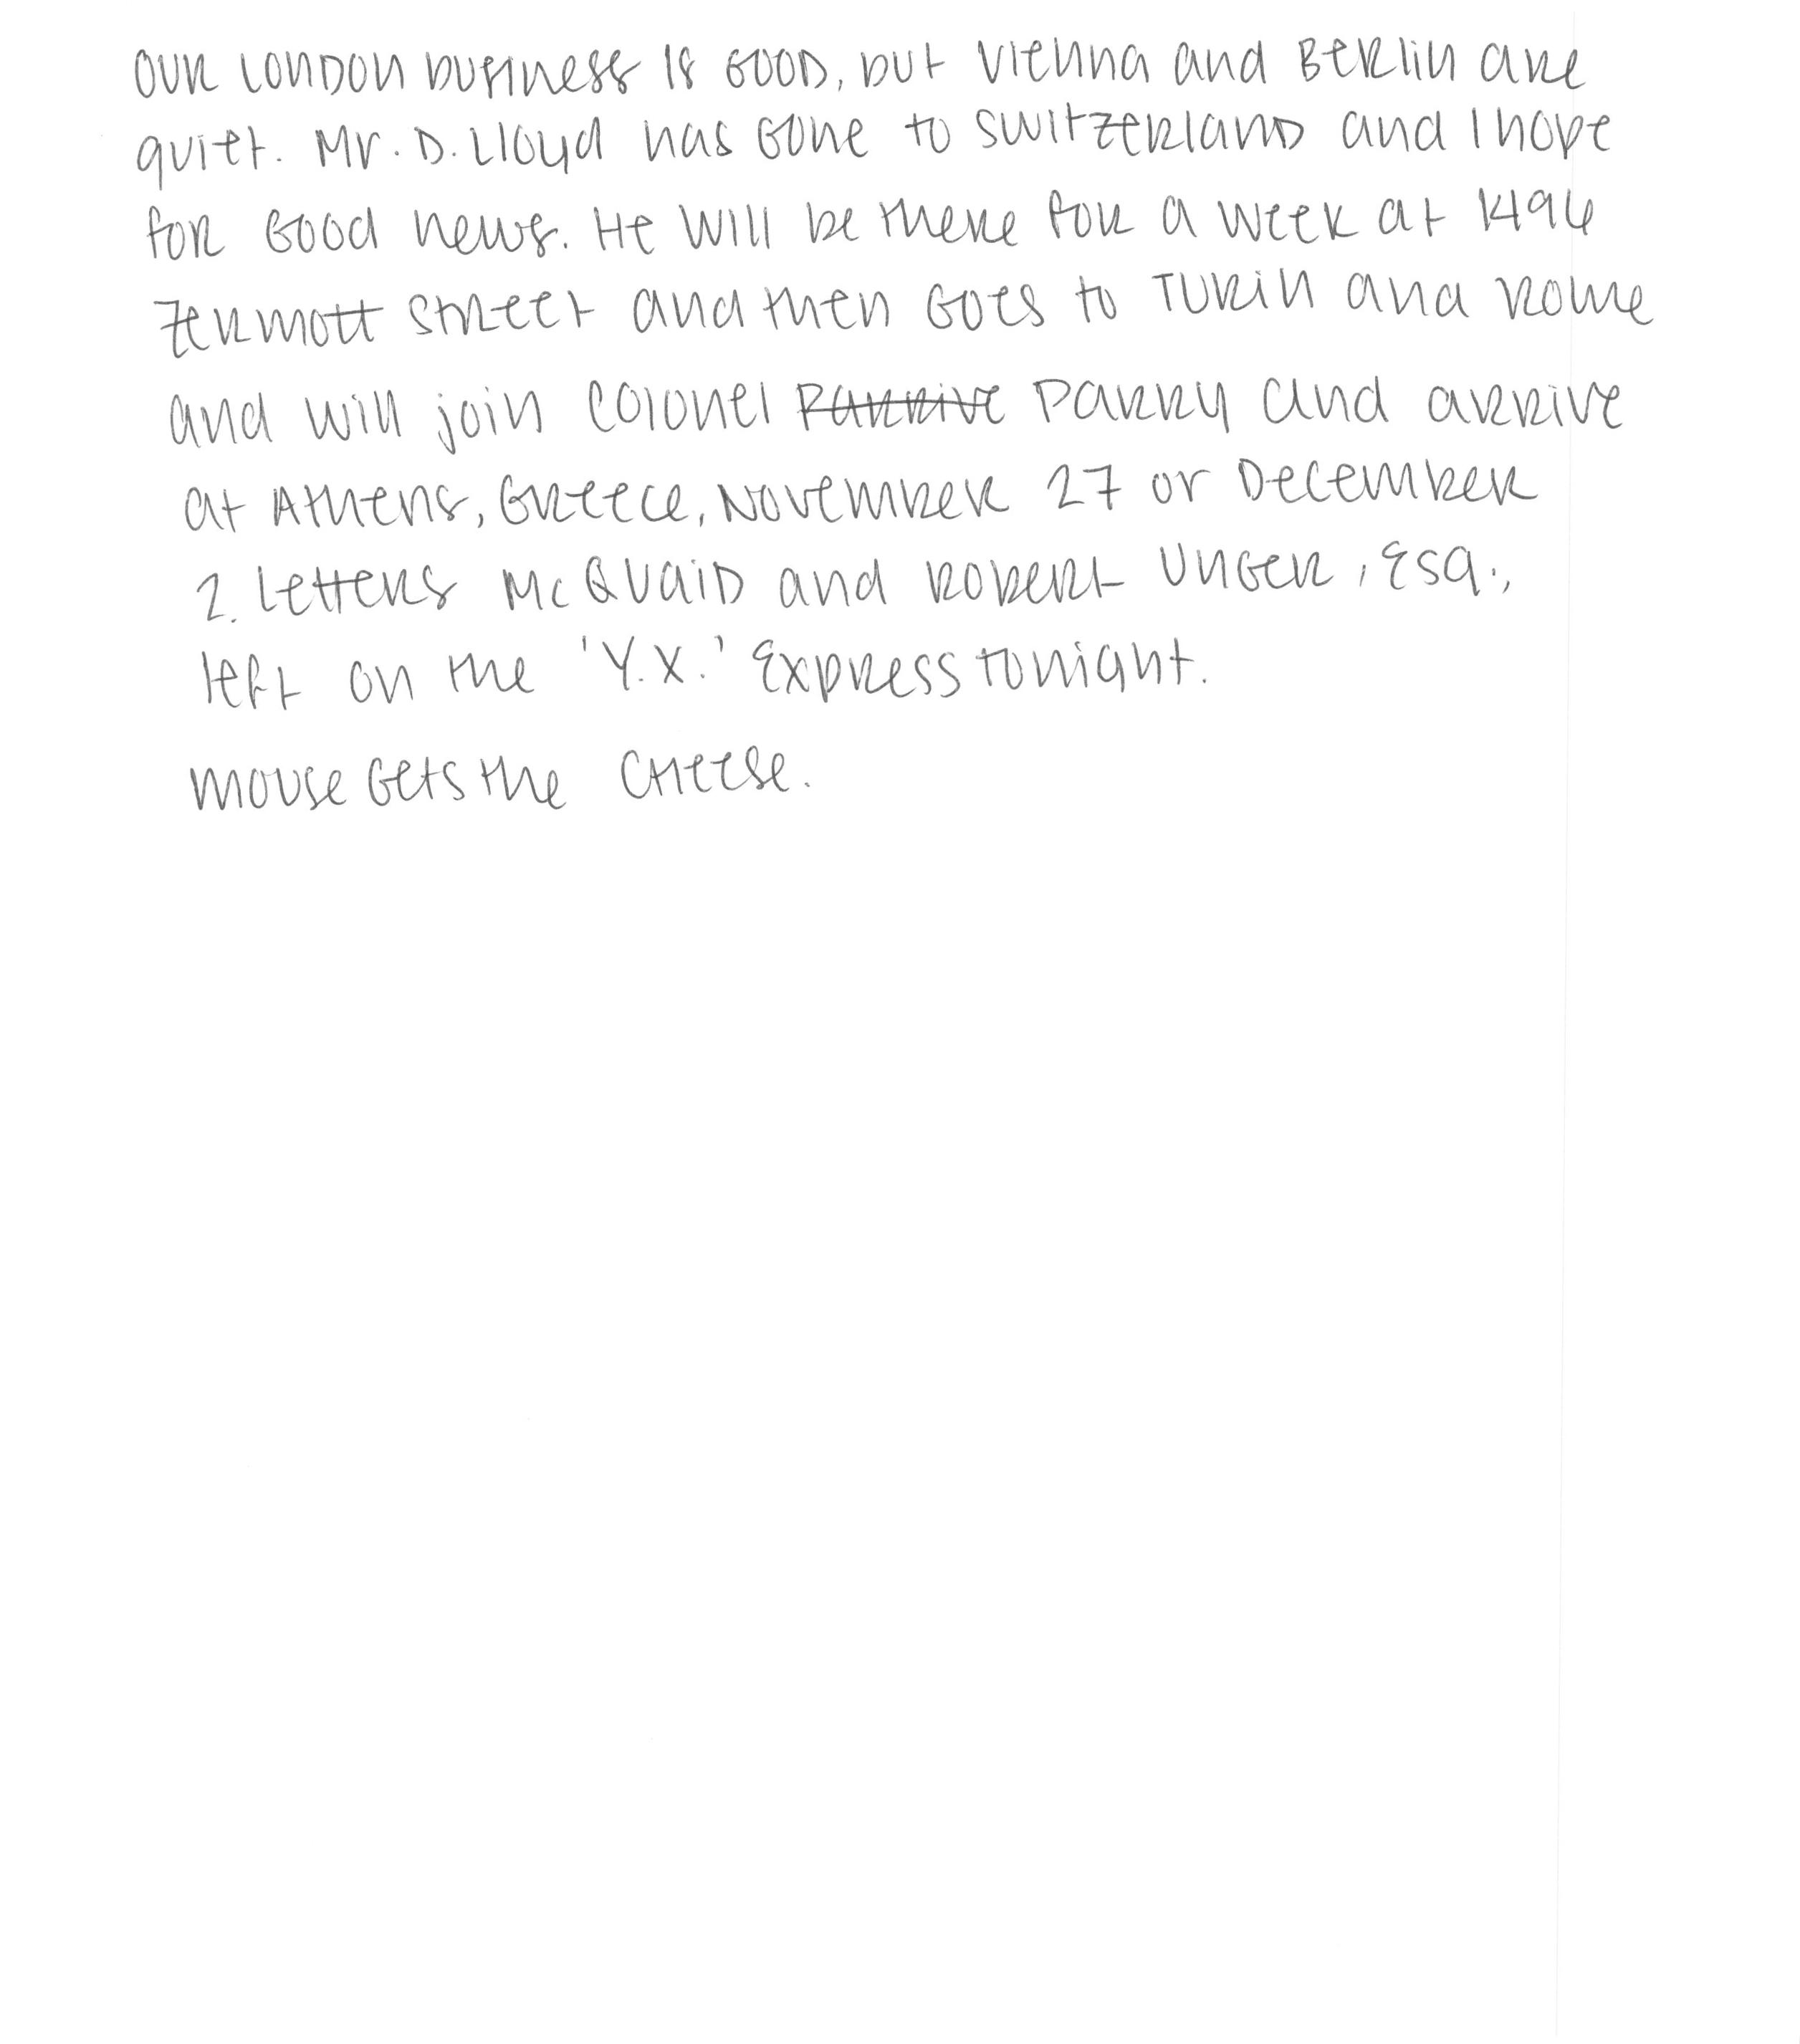 Our London business is good, but Vienna and Berlin are
quiet. Mr. D. Lloyd has gone to Switzerland and I hope
for good news. He will be there for a week at 1496
Zermott Street and then goes to Turin and Rome
and will join Colonel Parrive Parry and arrive
at Athens, Greece, November 27 or December
2. Letters McQuaid and Robert Unger, Esq.,
left on the 'Y.X.' Express tonight.
mouse gets the cheese.